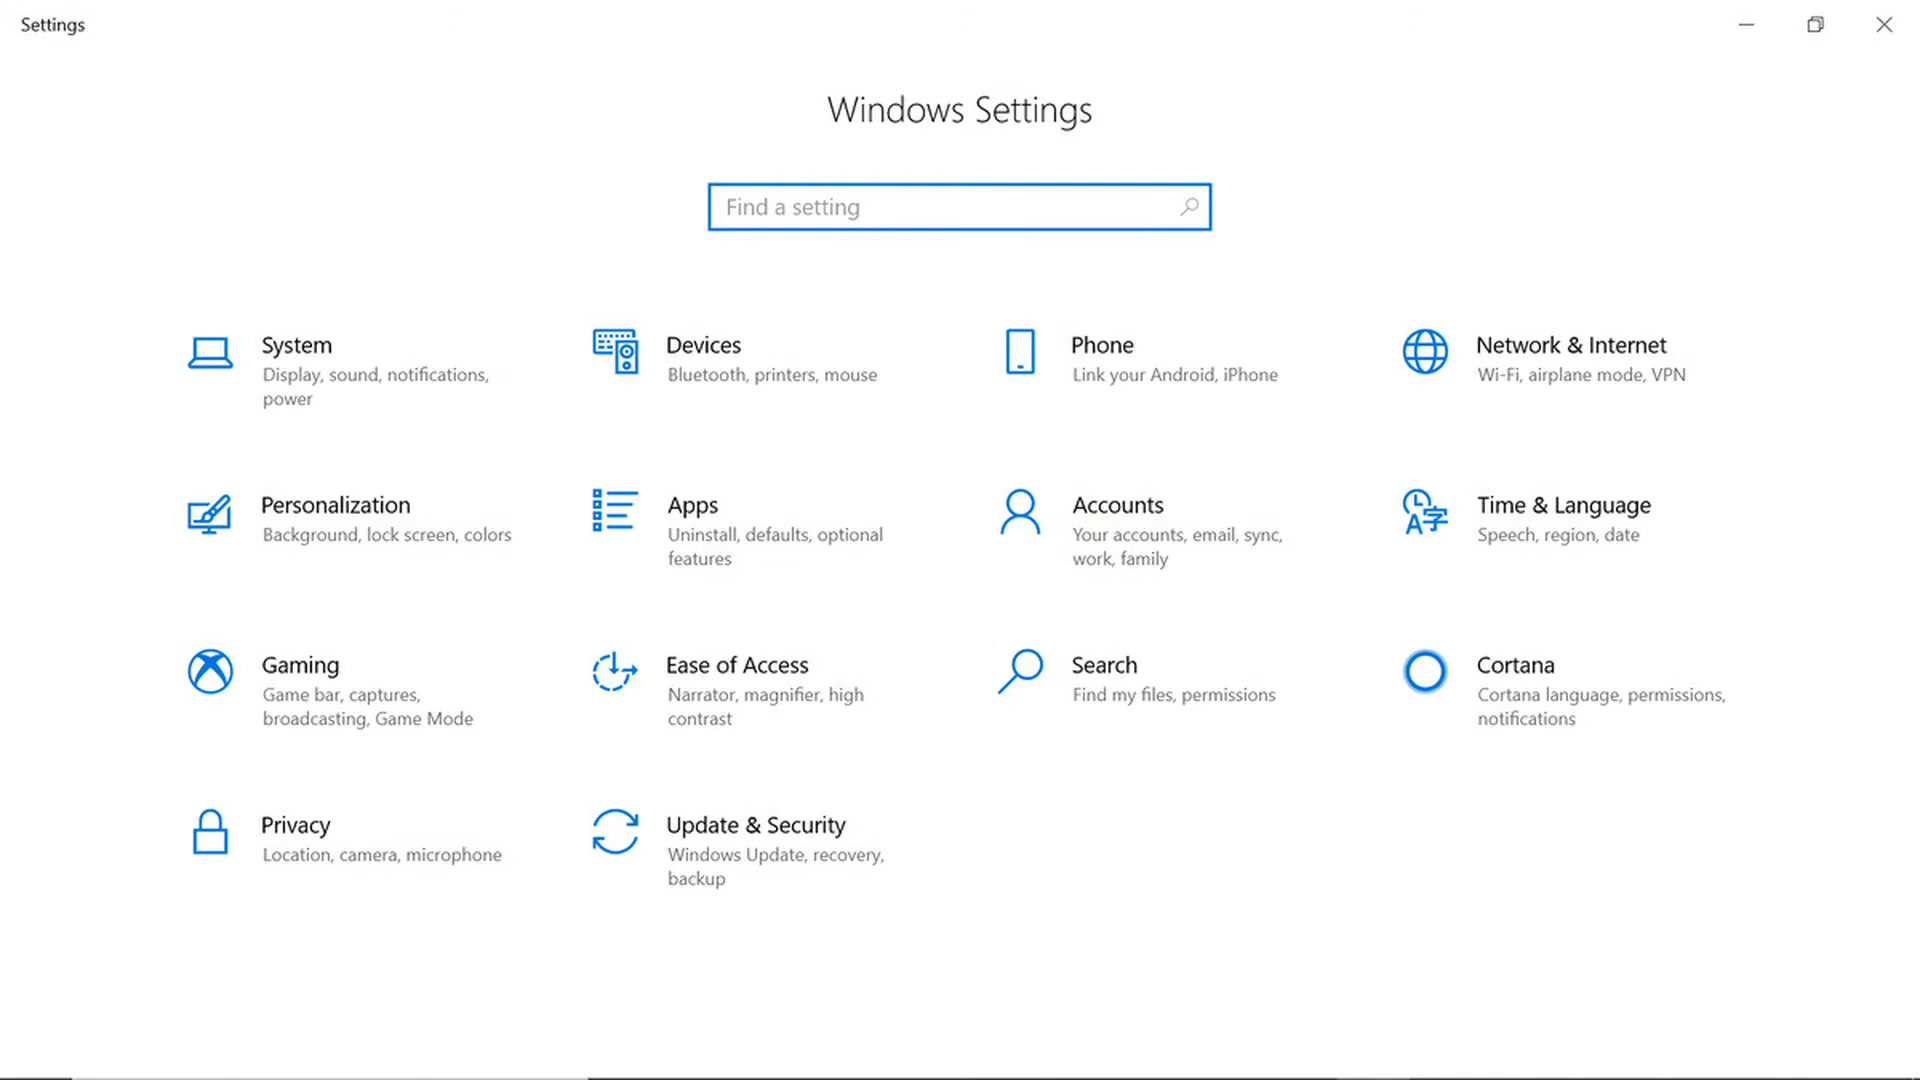 Settings
Windows Settings
Find a setting
System
Display, sound, notifications,
power
Devices
Bluetooth, printers, mouse
Phone
Link your Android, iPhone
Network & Internet
Wi-Fi, airplane mode, VPN
Personalization
Background, lock screen, colors
Apps
Uninstall, defaults, optional
features
Accounts
Your accounts, email, sync,
work, family
Time & Language
Speech, region, date
Gaming
Game bar, captures,
broadcasting, Game Mode
Ease of Access
Narrator, magnifier, high
contrast
Search
Find my files, permissions
Cortana
Cortana language, permissions,
notifications
Privacy
Location, camera, microphone
Update & Security
Windows Update, recovery,
backup